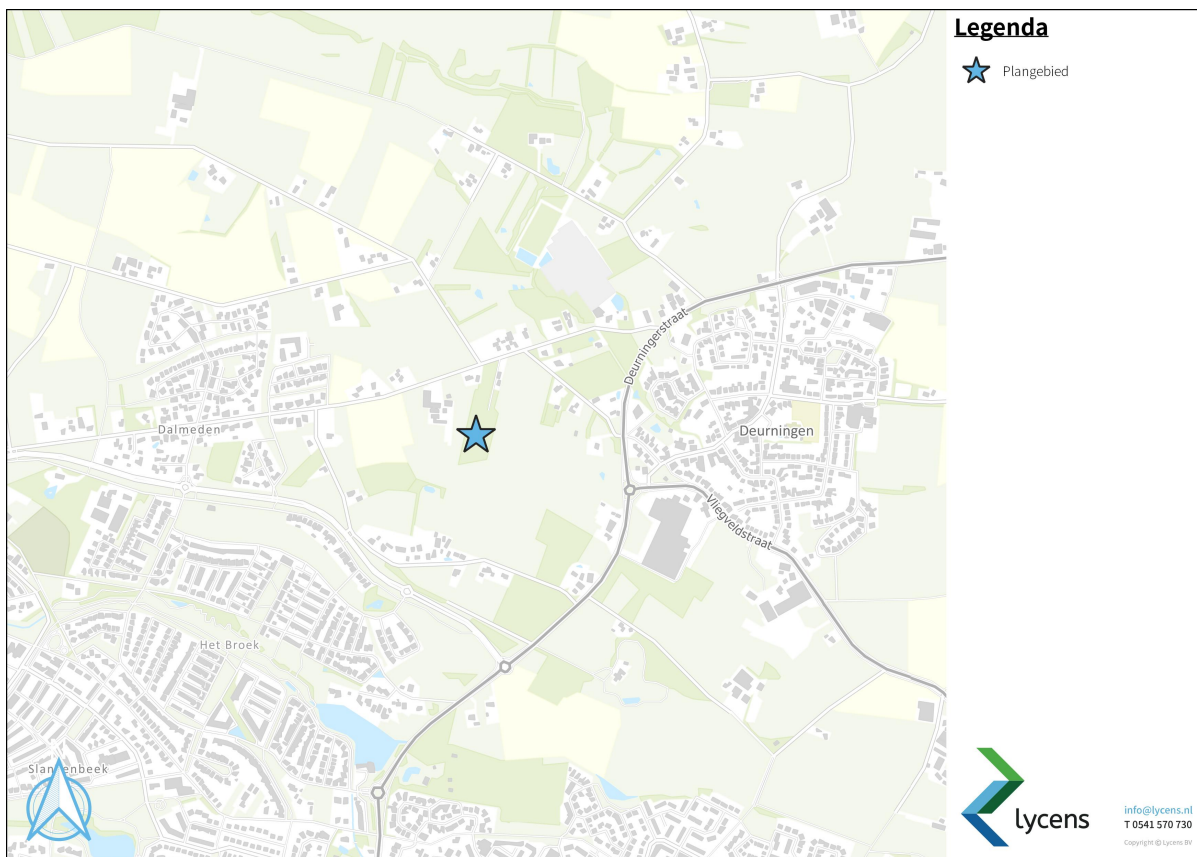 Legenda
Plangebied
Deurningerstraat
Dalmeden
Deurningen
Vliegveldstraat
Het Broek
Slangenbeek
lycens
info@lycens.nl
T 0541 570 730
Copyright @ Lycens BV